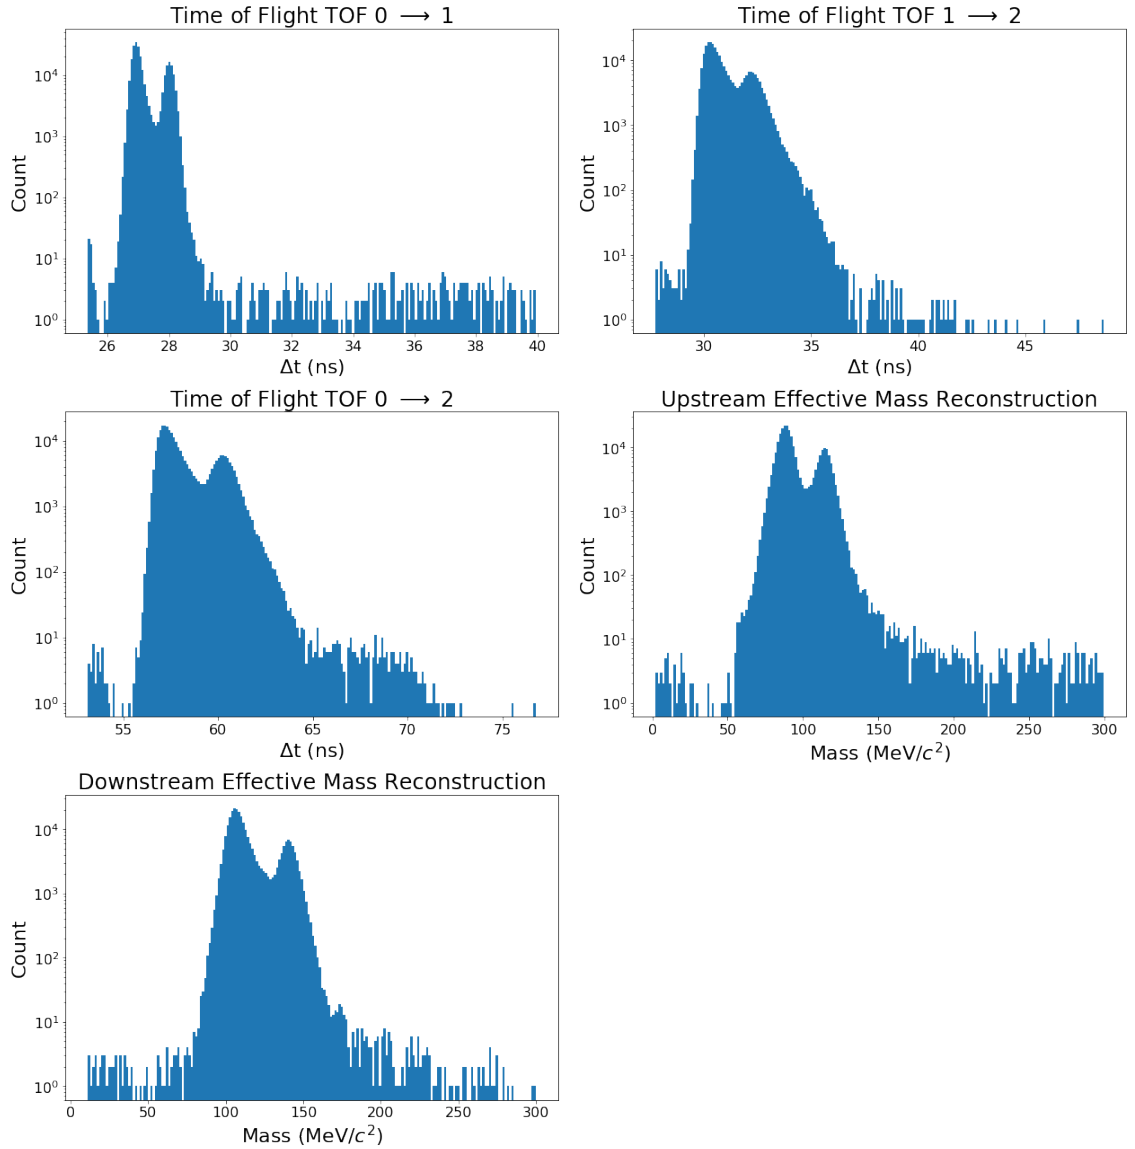 Time of Flight TOF 0 ⟶ 1
Count
10⁴
10³
10²
10¹
10⁰
26 28 30 32 34 36 38 40
Δt (ns)
Time of Flight TOF 1 ⟶ 2
Count
10⁴
10³
10²
10¹
10⁰
30 35 40 45
Δt (ns)
Time of Flight TOF 0 ⟶ 2
Count
10⁴
10³
10²
10¹
10⁰
55 60 65 70 75
Δt (ns)
Upstream Effective Mass Reconstruction
Count
10⁴
10³
10²
10¹
10⁰
0 50 100 150 200 250 300
Mass (MeV/c²)
Downstream Effective Mass Reconstruction
Count
10⁴
10³
10²
10¹
10⁰
0 50 100 150 200 250 300
Mass (MeV/c²)